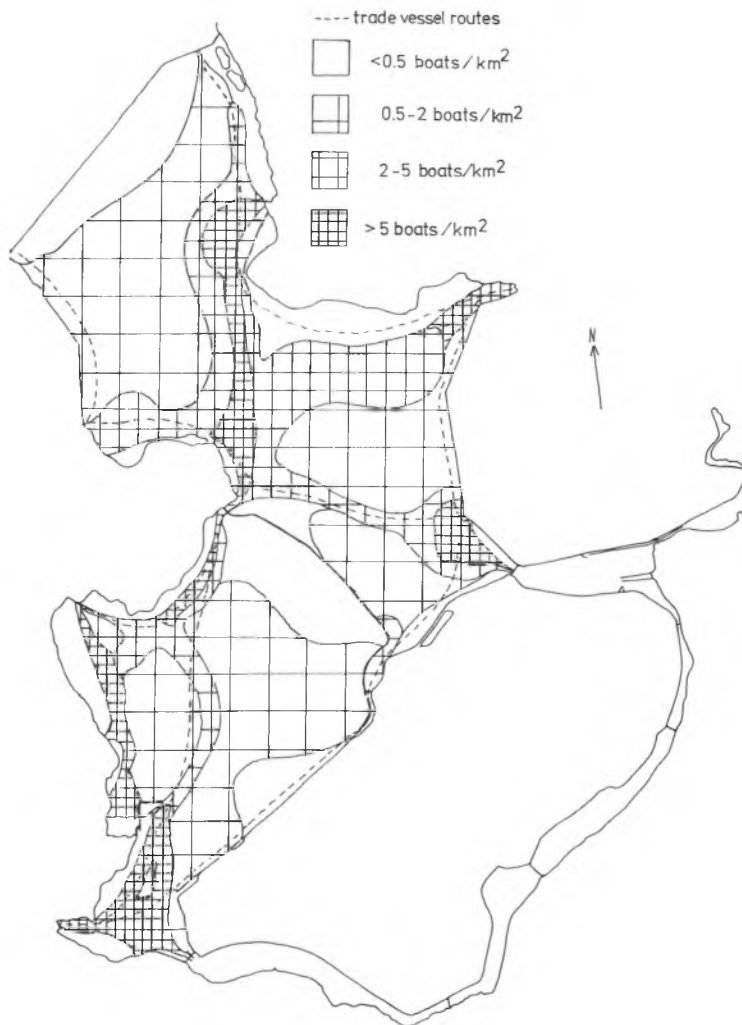 trade vessel routes
<0.5 boats/km²
0.5-2 boats/km²
2-5 boats/km²
>5 boats/km²
N